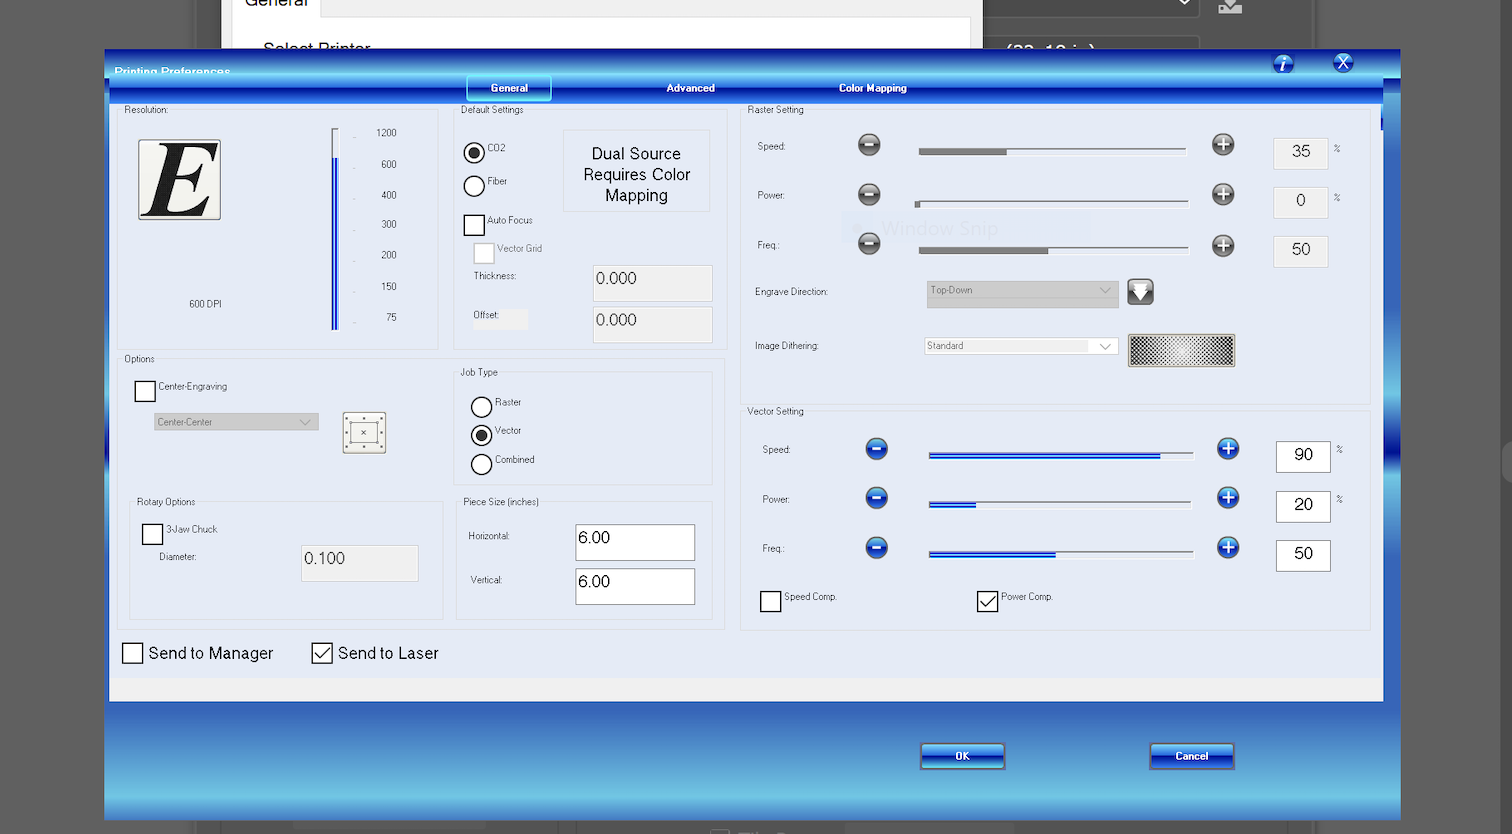 General
Select Printer
Printing Preferences
i
X
General
Advanced
Color Mapping
Resolution:
E
1200
600
400
300
200
150
75
600 DPI
Default Settings
CO2
Fiber
Dual Source
Requires Color
Mapping
Auto Focus
Vector Grid
Thickness:
0.000
Offset:
0.000
Raster Setting
Speed:
35
%
Power:
0
%
Window Snip
Freq.:
50
Engrave Direction:
Top-Down
Image Dithering:
Standard
Options
Center-Engraving
Center-Center
Job Type
Raster
Vector
Combined
Rotary Options
3-Jaw Chuck
Diameter:
0.100
Piece Size (inches)
Horizontal:
6.00
Vertical:
6.00
Vector Setting
Speed:
90
%
Power:
20
%
Freq.:
50
Speed Comp.
Power Comp.
Send to Manager
Send to Laser
OK
Cancel